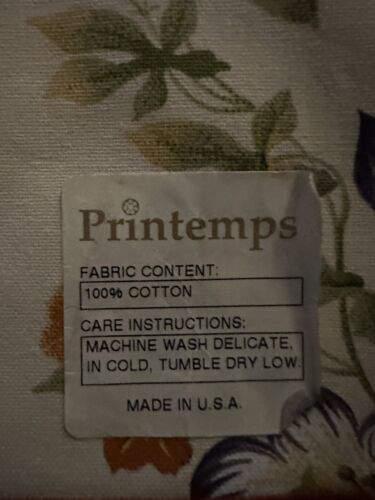 Printemps
FABRIC CONTENT:
100% COTTON
CARE INSTRUCTIONS:
MACHINE WASH DELICATE,
IN COLD, TUMBLE DRY LOW.
MADE IN U.S.A.